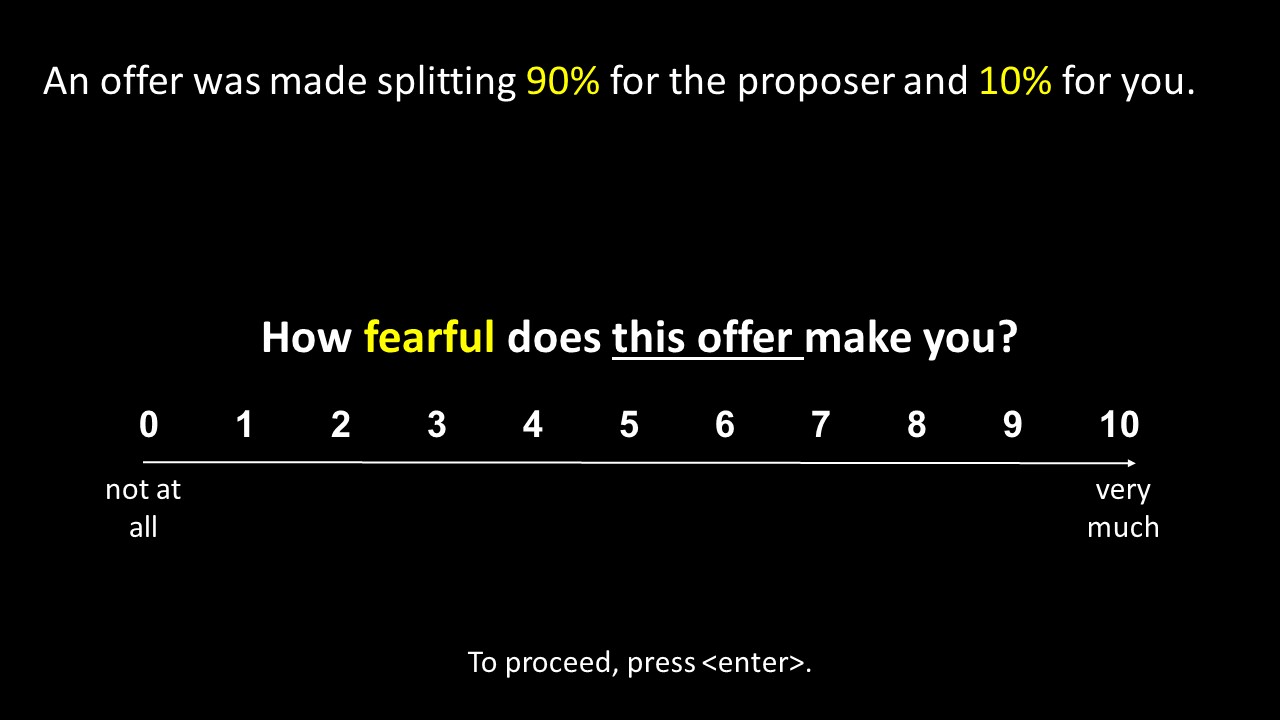 An offer was made splitting 90% for the proposer and 10% for you.
How fearful does this offer make you?
0 1 2 3 4 5 6 7 8 9 10
not at all
very much
To proceed, press <enter>.